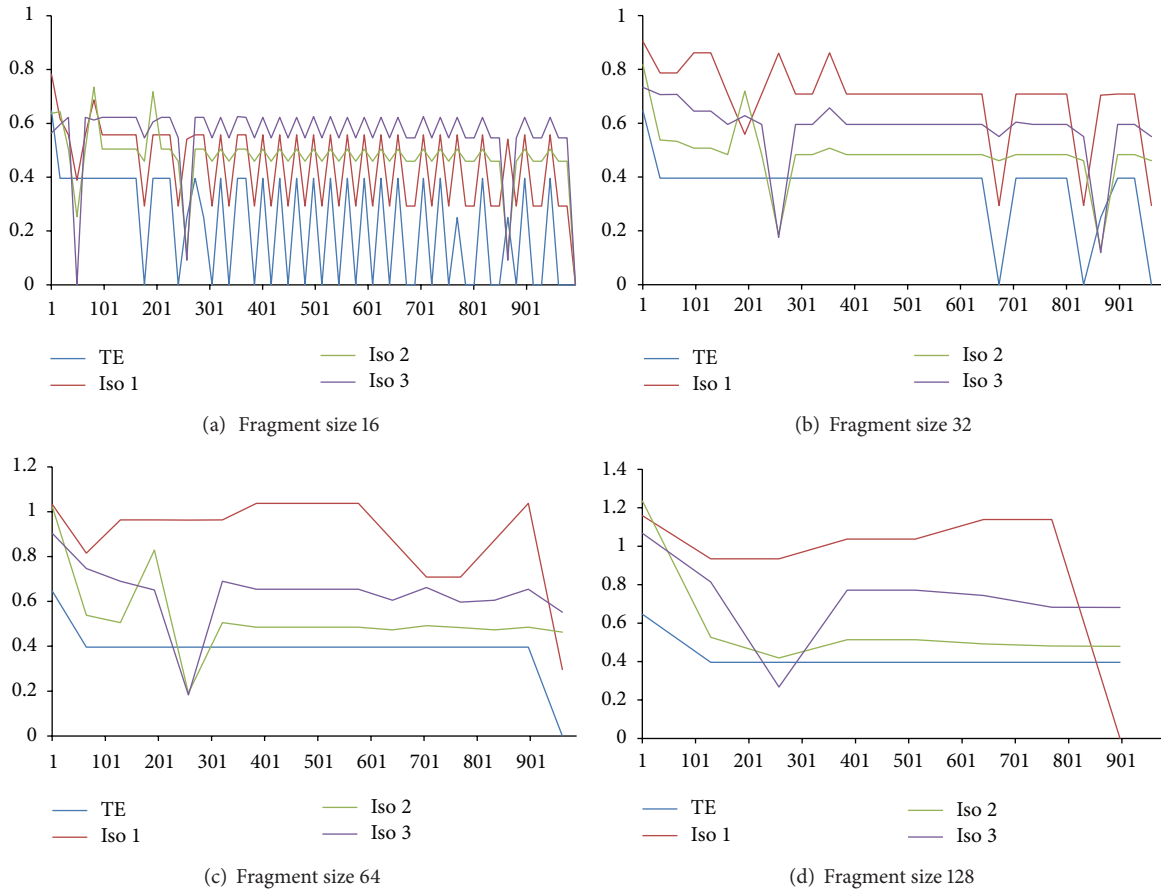 1
0.8
0.6
0.4
0.2
0
1 101 201 301 401 501 601 701 801 901
TE
Iso 1
Iso 2
Iso 3
(a) Fragment size 16
1
0.8
0.6
0.4
0.2
0
1 101 201 301 401 501 601 701 801 901
TE
Iso 1
Iso 2
Iso 3
(b) Fragment size 32
1.2
1
0.8
0.6
0.4
0.2
0
1 101 201 301 401 501 601 701 801 901
TE
Iso 1
Iso 2
Iso 3
(c) Fragment size 64
1.4
1.2
1
0.8
0.6
0.4
0.2
0
1 101 201 301 401 501 601 701 801 901
TE
Iso 1
Iso 2
Iso 3
(d) Fragment size 128